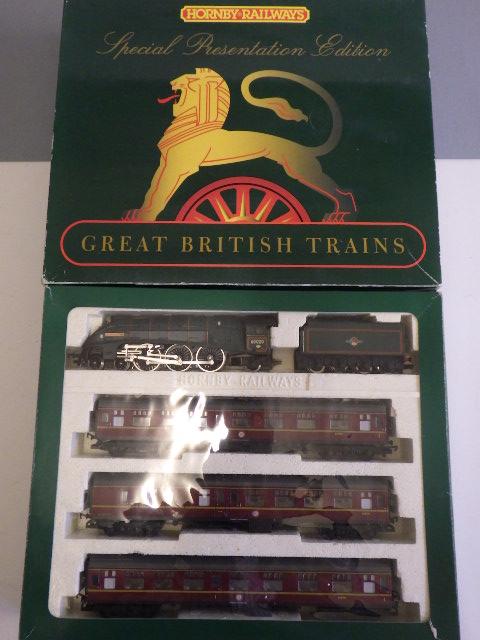 HORNBY RAILWAYS
Special Presentation Edition
GREAT BRITISH TRAINS
HORNBY RAILWAYS